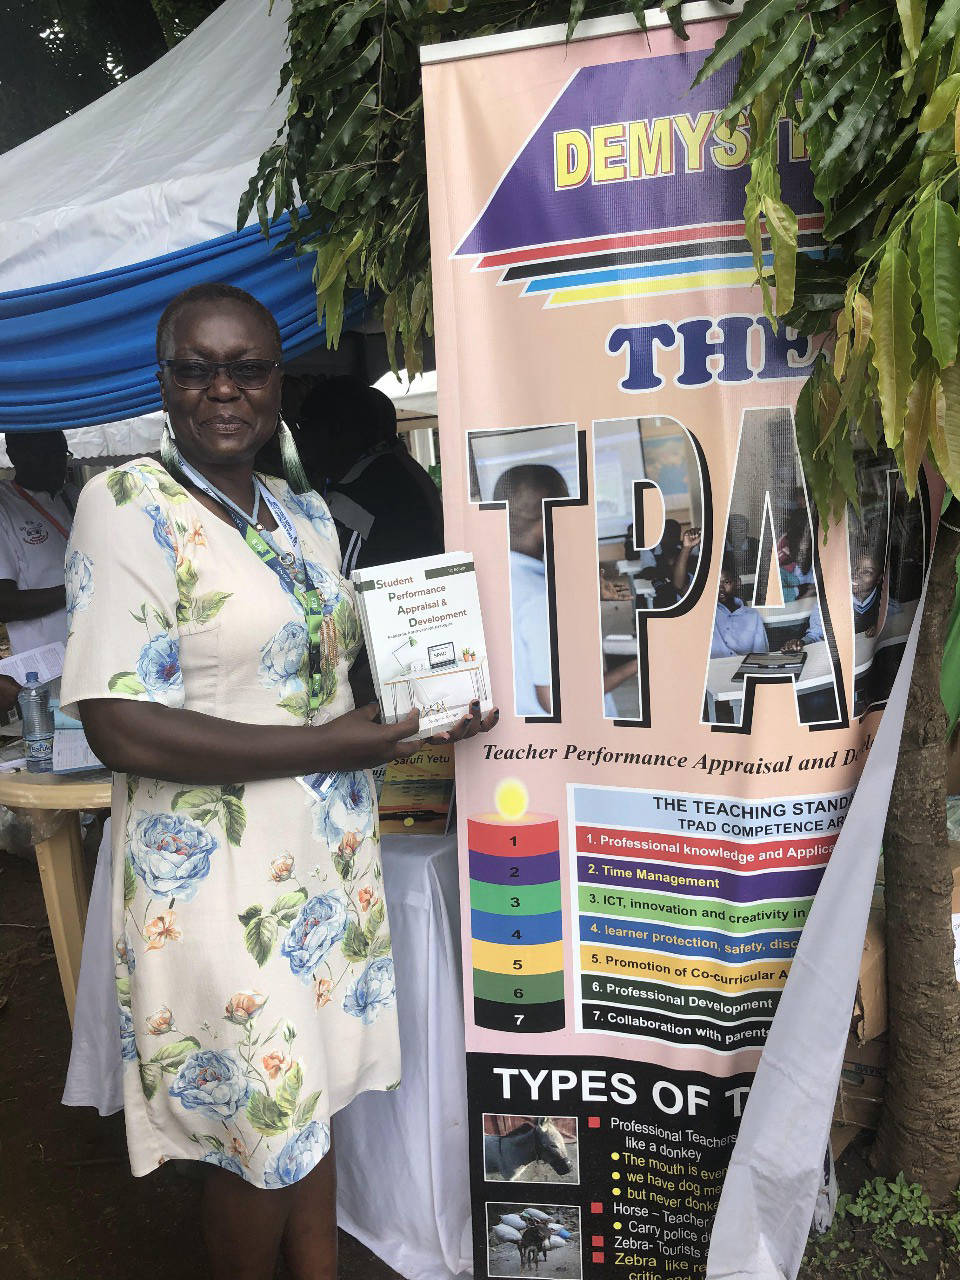 DEMYS
THE
TPAD
Teacher Performance Appraisal and De
THE TEACHING STANDA
TPAD COMPETENCE AR
1 1. Professional knowledge and Applica
2 2. Time Management
3 3. ICT, innovation and creativity in
4 4. learner protection, safety, disc
5 5. Promotion of Co-curricular A
6 6. Professional Development
7 7. Collaboration with parents
TYPES OF T
Professional Teachers
like a donkey
The mouth is even
we have dog me
but never donke
Horse – Teacher
Carry police d
Zebra- Tourists a
Zebra like re
critic and
Student
Performance
Appraisal &
Development
SPAD
Sarufi Yetu